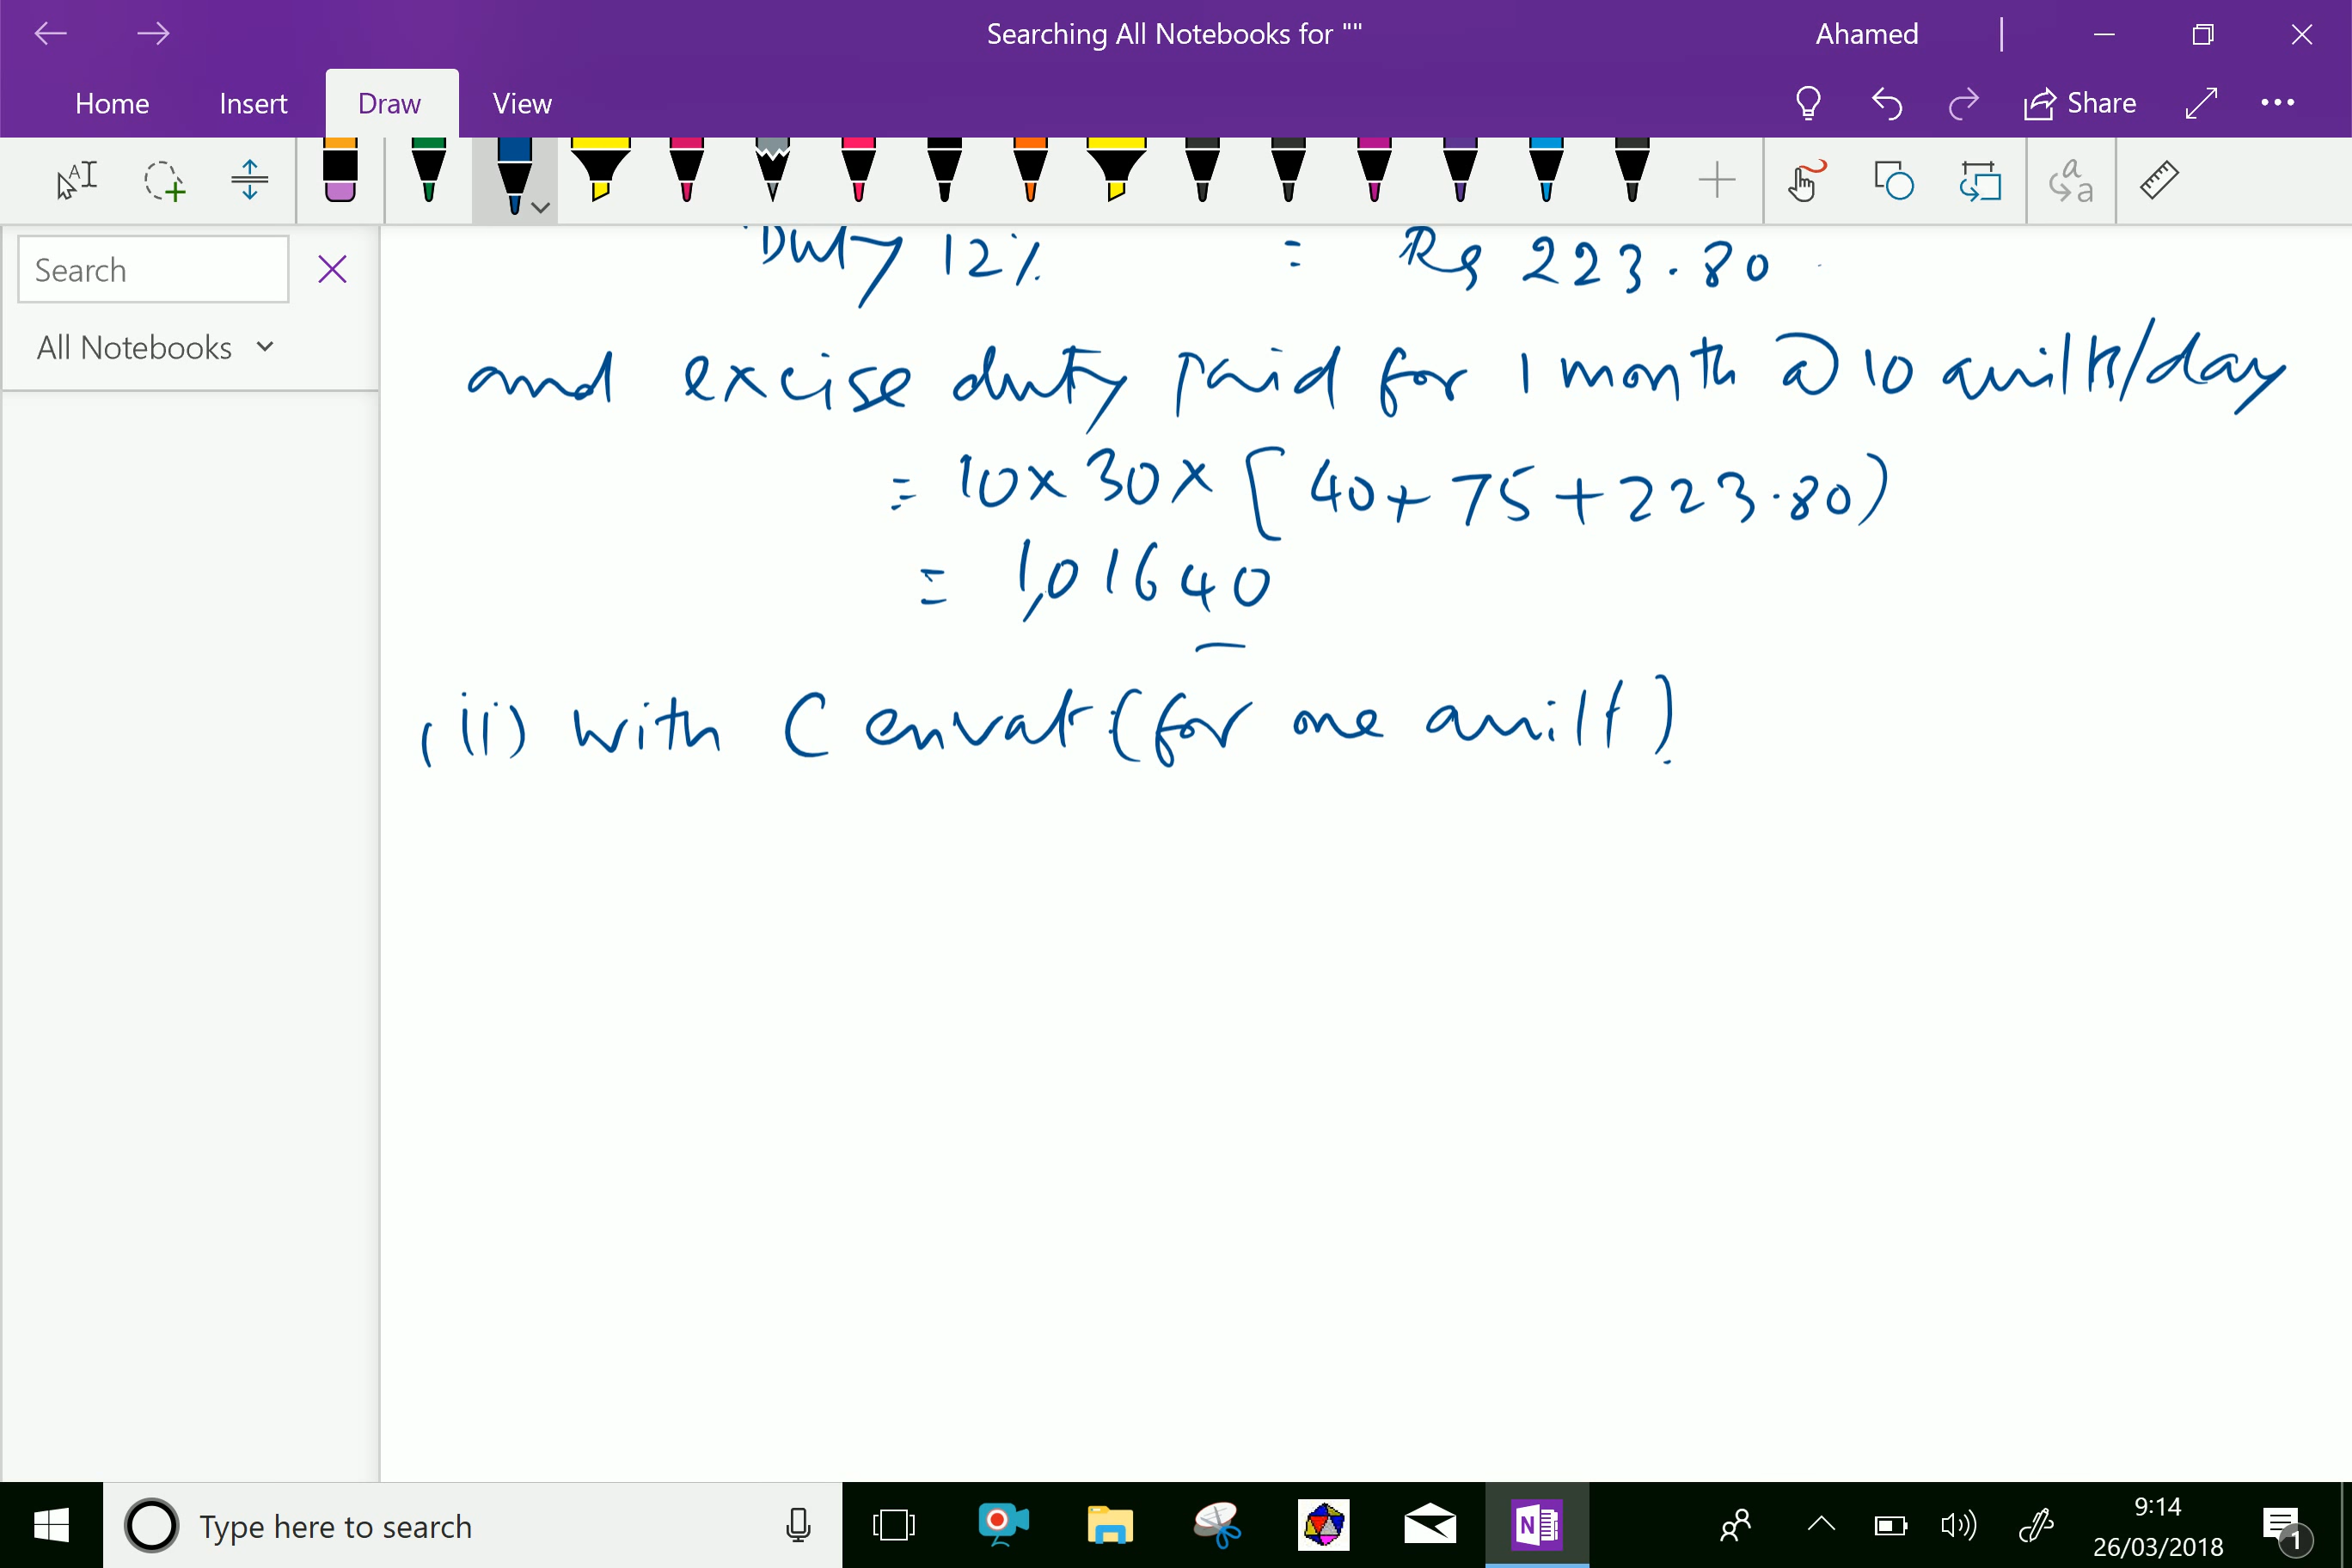 Searching All Notebooks for ""
Ahamed
Home Insert Draw View
Share
Search
All Notebooks
Duty 12% = Rs 223.80
and excise duty paid for 1 month @ 10 quilts/day
= 10 x 30 x [40 + 75 + 223.80)
= 1,01640
(ii) with Cenvat (for one quilt)
Type here to search
N
9:14
26/03/2018
1